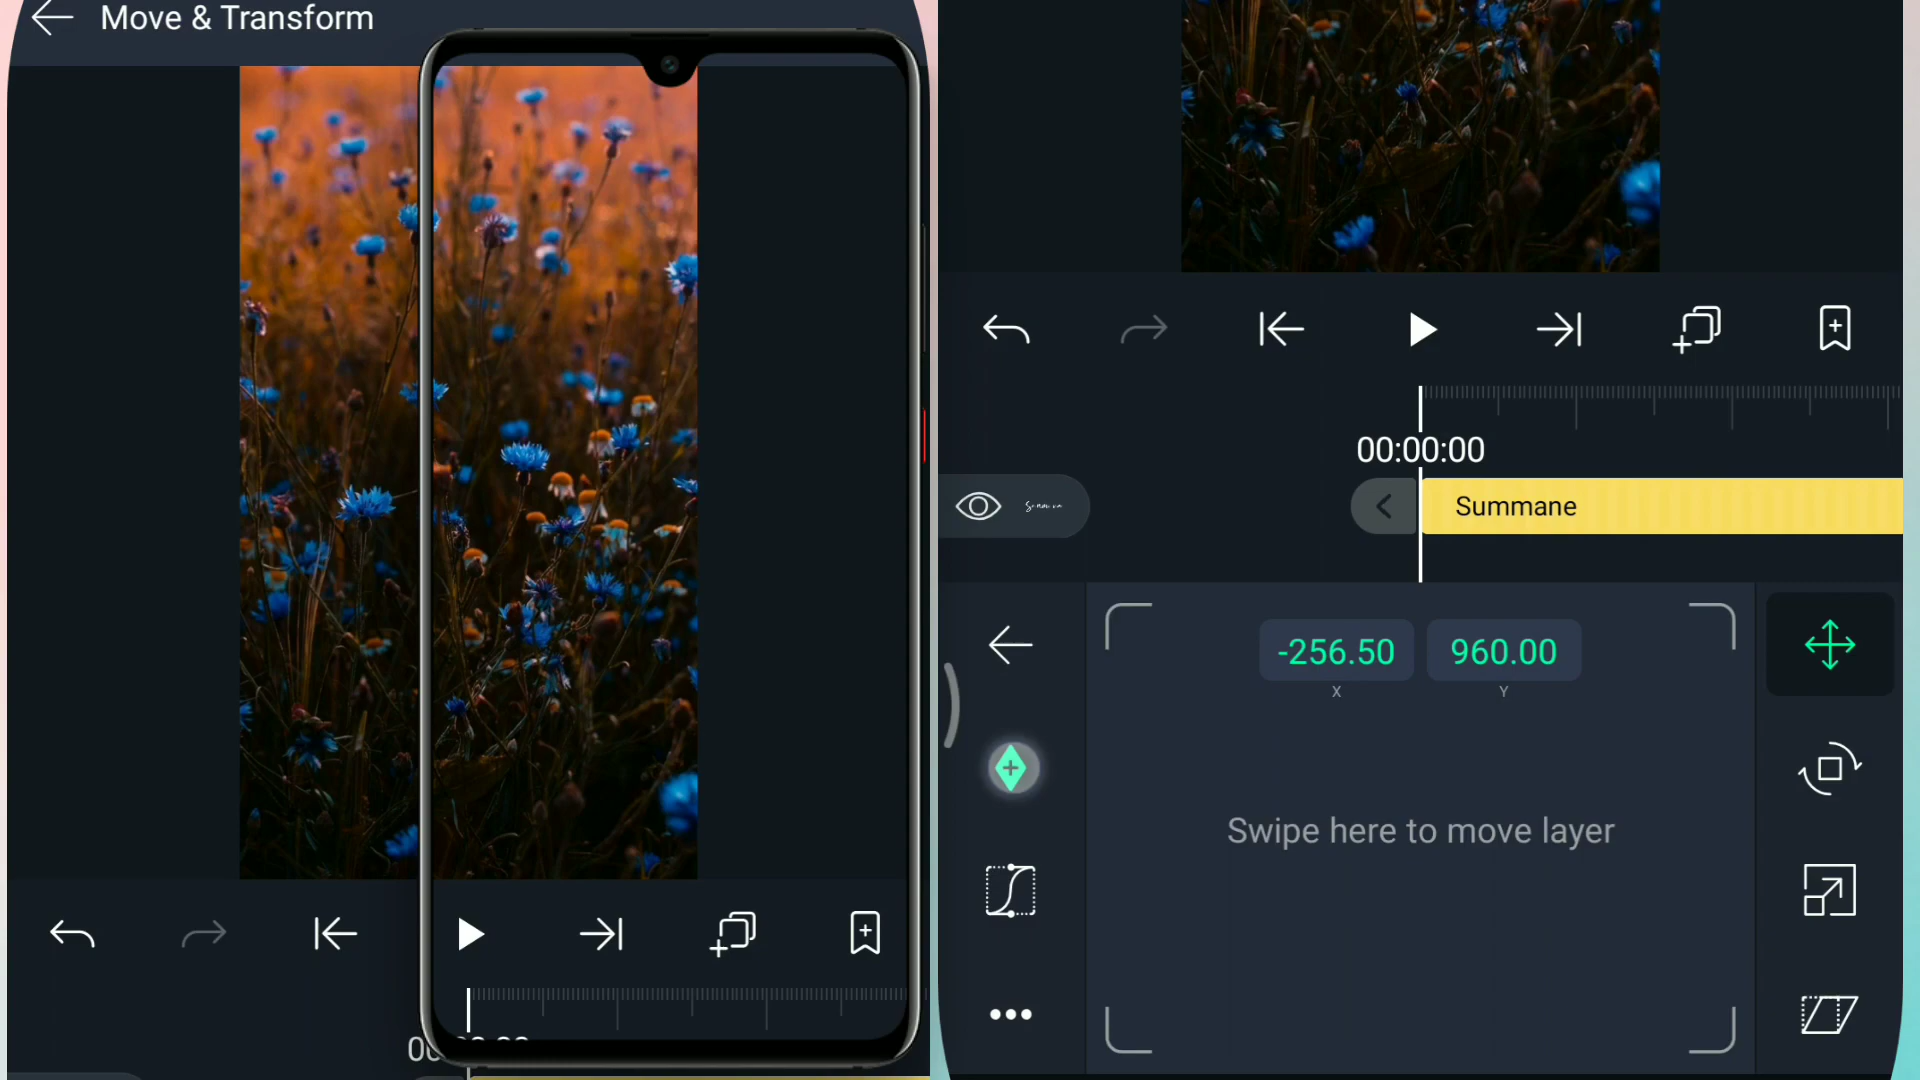 Move & Transform
00:00:00
Summane
-256.50
960.00
X
Y
Swipe here to move layer